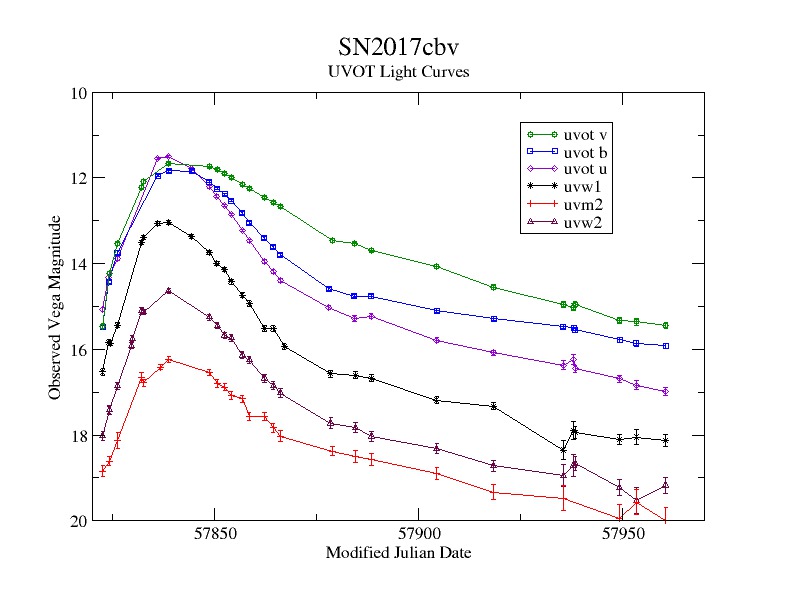 SN2017cbv
UVOT Light Curves
10
12
14
16
18
20
Observed Vega Magnitude
uvot v
uvot b
uvot u
uvw1
uvm2
uvw2
57850
57900
57950
Modified Julian Date